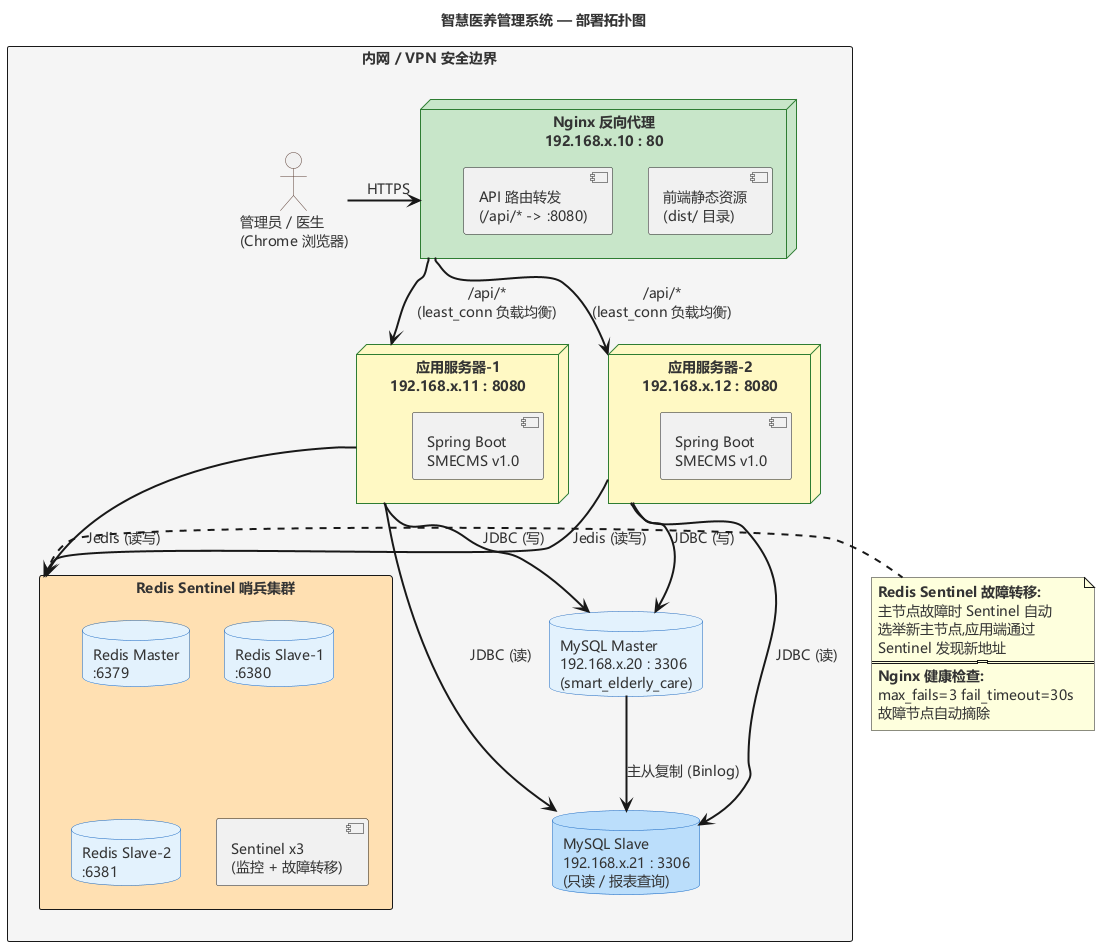 智慧医养管理系统 — 部署拓扑图
内网 / VPN 安全边界
Nginx 反向代理
192.168.x.10 : 80
API 路由转发
(/api/* -> :8080)
前端静态资源
(dist/ 目录)
管理员 / 医生
(Chrome 浏览器)
HTTPS
/api/*
(least_conn 负载均衡)
/api/*
(least_conn 负载均衡)
应用服务器-1
192.168.x.11 : 8080
Spring Boot
SMECMS v1.0
应用服务器-2
192.168.x.12 : 8080
Spring Boot
SMECMS v1.0
Jedis (读写)
JDBC (写)
Jedis (读写)
JDBC (写)
Redis Sentinel 哨兵集群
Redis Master
:6379
Redis Slave-1
:6380
Redis Slave-2
:6381
Sentinel x3
(监控 + 故障转移)
MySQL Master
192.168.x.20 : 3306
(smart_elderly_care)
JDBC (读)
JDBC (读)
主从复制 (Binlog)
MySQL Slave
192.168.x.21 : 3306
(只读 / 报表查询)
Redis Sentinel 故障转移:
主节点故障时 Sentinel 自动
选举新主节点,应用端通过
Sentinel 发现新地址
Nginx 健康检查:
max_fails=3 fail_timeout=30s
故障节点自动摘除